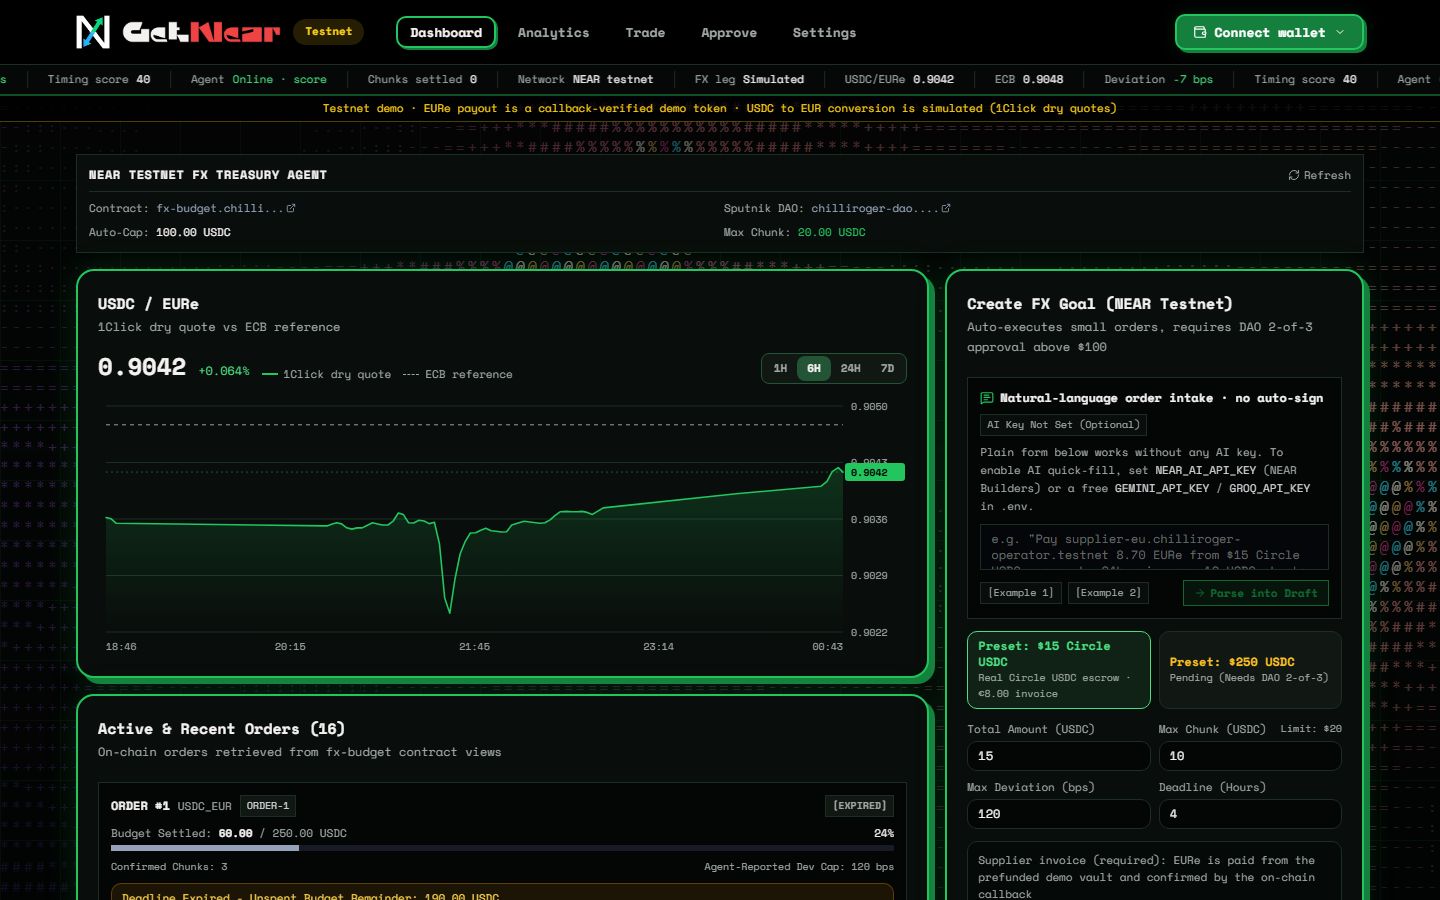 GetKlear Testnet Dashboard Analytics Trade Approve Settings Connect wallet
s Timing score 40 Agent Online · score Chunks settled 0 Network NEAR testnet FX leg Simulated USDC/EURe 0.9042 ECB 0.9048 Deviation -7 bps Timing score 40 Agent
Testnet demo · EURe payout is a callback-verified demo token · USDC to EUR conversion is simulated (1Click dry quotes)
NEAR TESTNET FX TREASURY AGENT Refresh
Contract: fx-budget.chilli... Sputnik DAO: chilliroger-dao....
Auto-Cap: 100.00 USDC Max Chunk: 20.00 USDC
USDC / EURe
1Click dry quote vs ECB reference
0.9042 +0.064% 1Click dry quote ECB reference 1H 6H 24H 7D
0.9050
0.9043
0.9042
0.9036
0.9029
0.9022
18:46 20:15 21:45 23:14 00:43
Active & Recent Orders (16)
On-chain orders retrieved from fx-budget contract views
ORDER #1 USDC_EUR ORDER-1 [EXPIRED]
Budget Settled: 60.00 / 250.00 USDC 24%
Confirmed Chunks: 3 Agent-Reported Dev Cap: 120 bps
Deadline Expired - Unspent Budget Remainder: 190.00 USDC
Create FX Goal (NEAR Testnet)
Auto-executes small orders, requires DAO 2-of-3
approval above $100
Natural-language order intake · no auto-sign
AI Key Not Set (Optional)
Plain form below works without any AI key. To
enable AI quick-fill, set NEAR_AI_API_KEY (NEAR
Builders) or a free GEMINI_API_KEY / GROQ_API_KEY
in .env.
e.g. "Pay supplier-eu.chilliroger-
operator.testnet 8.70 EURe from $15 Circle
[Example 1] [Example 2] Parse into Draft
Preset: $15 Circle
USDC
Real Circle USDC escrow ·
€8.00 invoice
Preset: $250 USDC
Pending (Needs DAO 2-of-3)
Total Amount (USDC) Max Chunk (USDC) Limit: $20
15 10
Max Deviation (bps) Deadline (Hours)
120 4
Supplier invoice (required): EURe is paid from the
prefunded demo vault and confirmed by the on-chain
callback